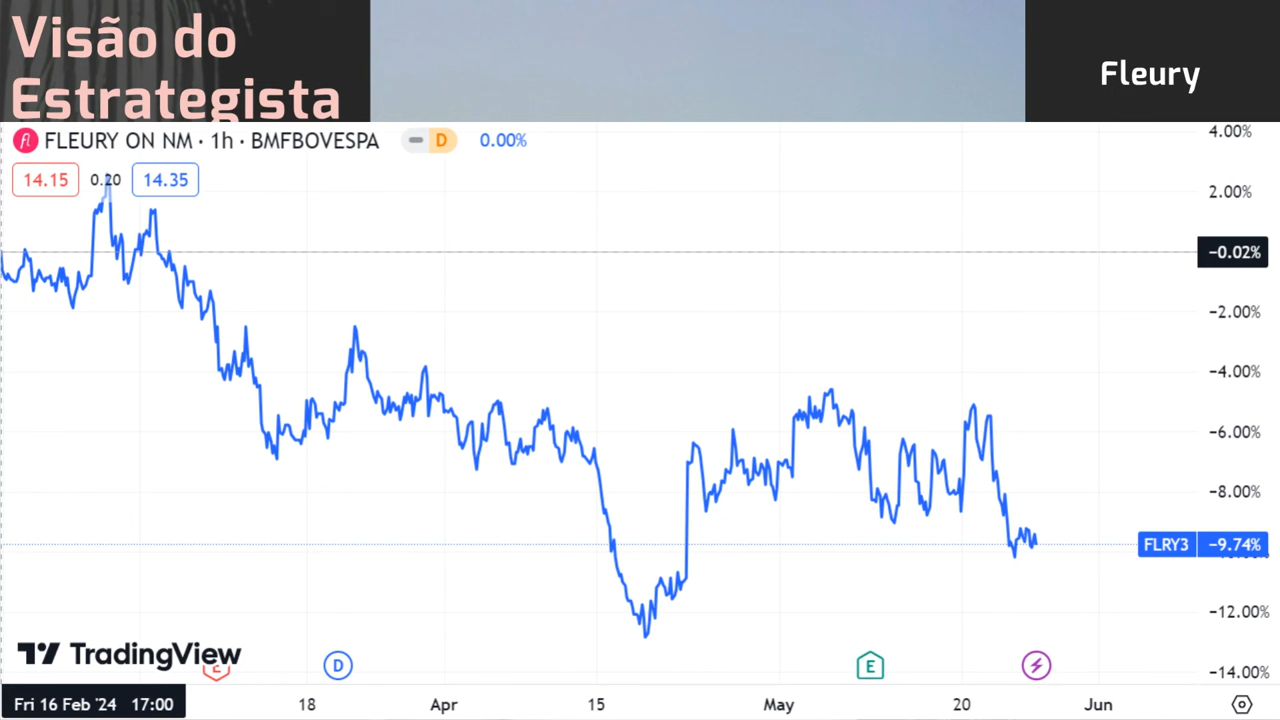 Visão do
Estrategista
Fleury
FLEURY ON NM · 1h · BMFBOVESPA
D
0.00%
14.15
0.20
14.35
4.00%
2.00%
−0.02%
−2.00%
−4.00%
−6.00%
−8.00%
FLRY3
−9.74%
−12.00%
−14.00%
TradingView
E
D
E
Fri 16 Feb '24 17:00
18
Apr
15
May
20
Jun